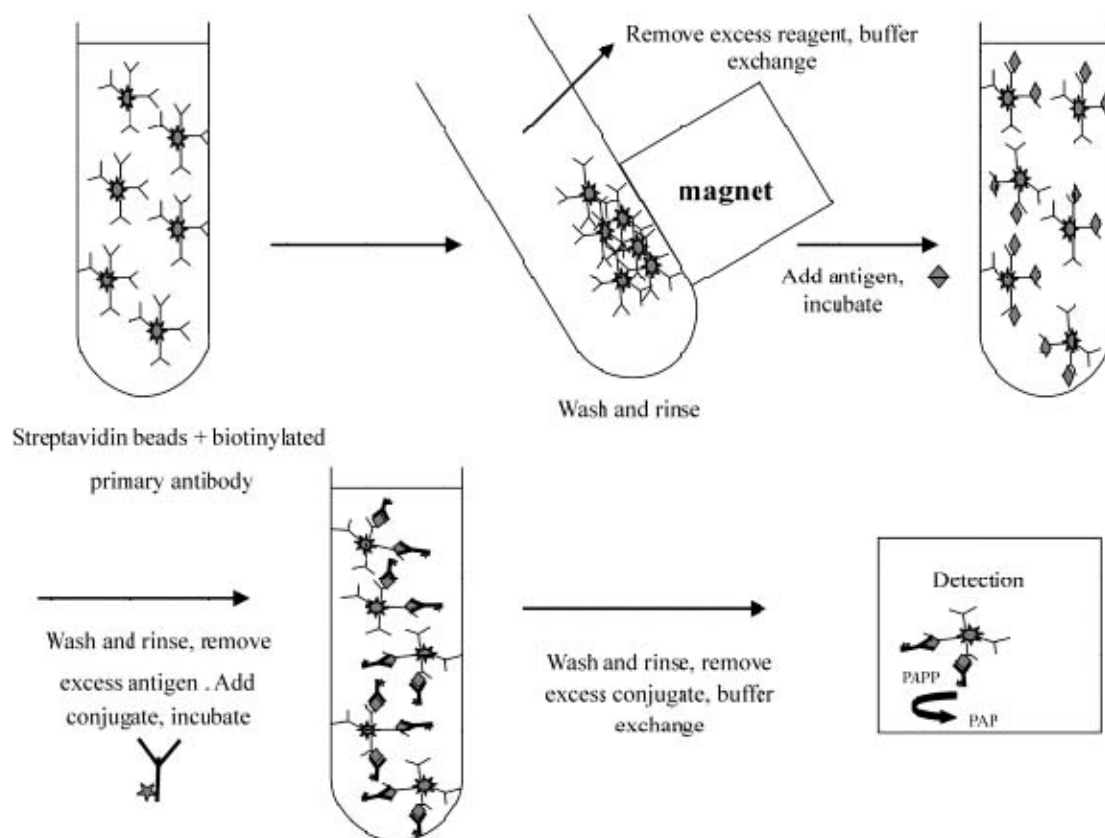 Remove excess reagent, buffer
exchange
magnet
Add antigen,
incubate
Wash and rinse
Streptavidin beads + biotinylated
primary antibody
Wash and rinse, remove
excess antigen . Add
conjugate, incubate
Wash and rinse, remove
excess conjugate, buffer
exchange
Detection
PAPP
PAP